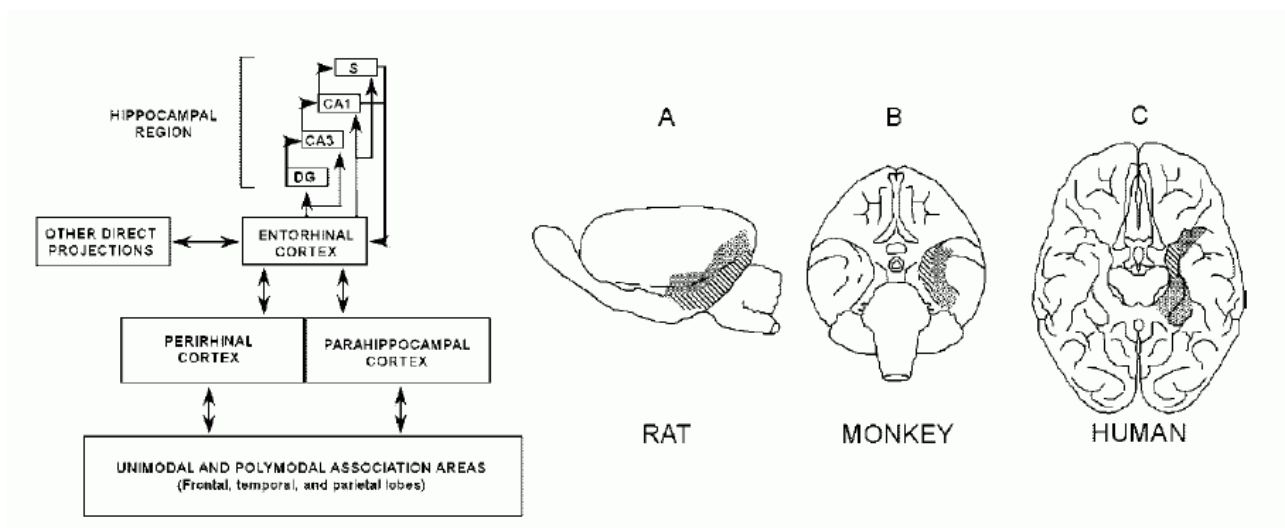 S
CA1
HIPPOCAMPAL
REGION
CA3
DG
OTHER DIRECT
PROJECTIONS
ENTORHINAL
CORTEX
PERIRHINAL
CORTEX
PARAHIPPOCAMPAL
CORTEX
UNIMODAL AND POLYMODAL ASSOCIATION AREAS
(Frontal, temporal, and parietal lobes)
A
B
C
RAT
MONKEY
HUMAN